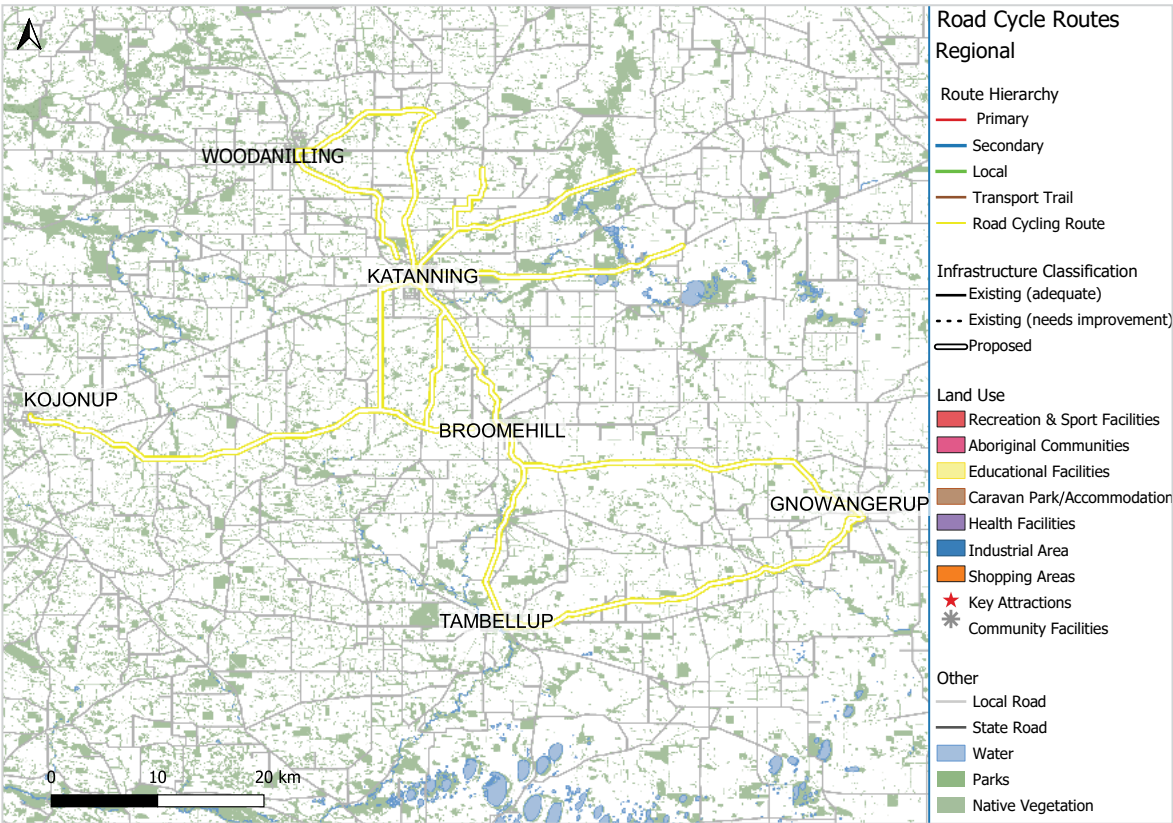 Road Cycle Routes
Regional
Route Hierarchy
Primary
Secondary
Local
Transport Trail
Road Cycling Route
Infrastructure Classification
Existing (adequate)
Existing (needs improvement)
Proposed
Land Use
Recreation & Sport Facilities
Aboriginal Communities
Educational Facilities
Caravan Park/Accommodation
Health Facilities
Industrial Area
Shopping Areas
Key Attractions
Community Facilities
Other
Local Road
State Road
Water
Parks
Native Vegetation
WOODANILLING
KATANNING
KOJONUP
BROOMEHILL
GNOWANGERUP
TAMBELLUP
0 10 20 km